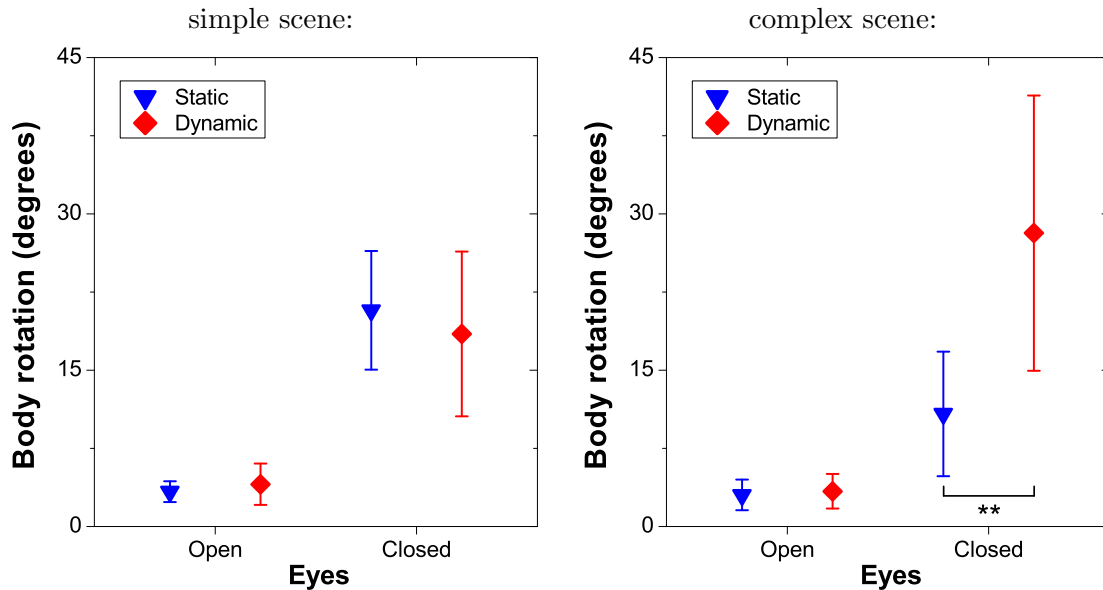 simple scene:
45
30
15
0
Body rotation (degrees)
Static
Dynamic
Open
Closed
Eyes
complex scene:
45
30
15
0
Body rotation (degrees)
Static
Dynamic
**
Open
Closed
Eyes